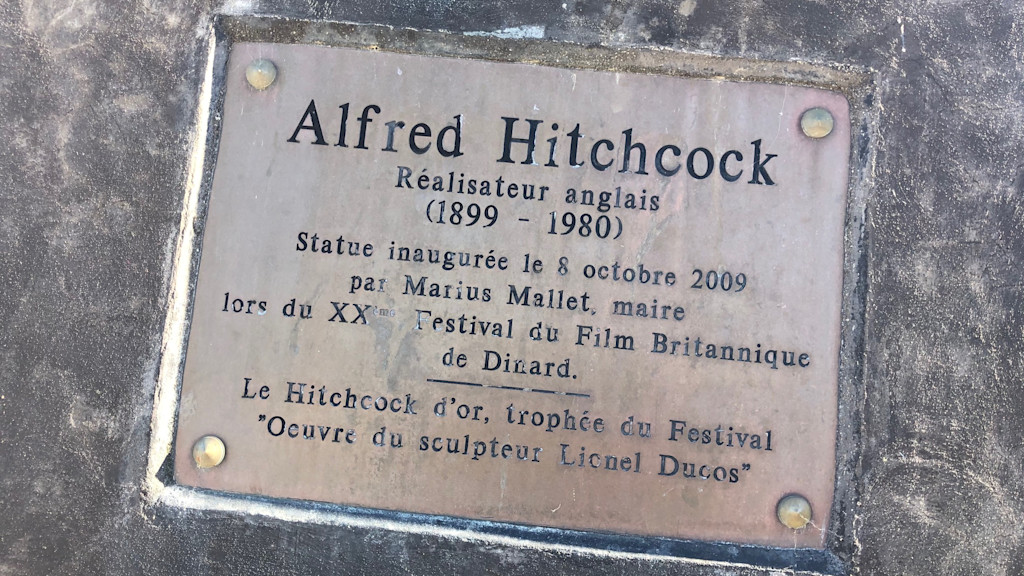 Alfred Hitchcock
Réalisateur anglais
(1899 - 1980)
Statue inaugurée le 8 octobre 2009
par Marius Mallet, maire
lors du XXème Festival du Film Britannique
de Dinard.
Le Hitchcock d'or, trophée du Festival
"Oeuvre du sculpteur Lionel Ducos"